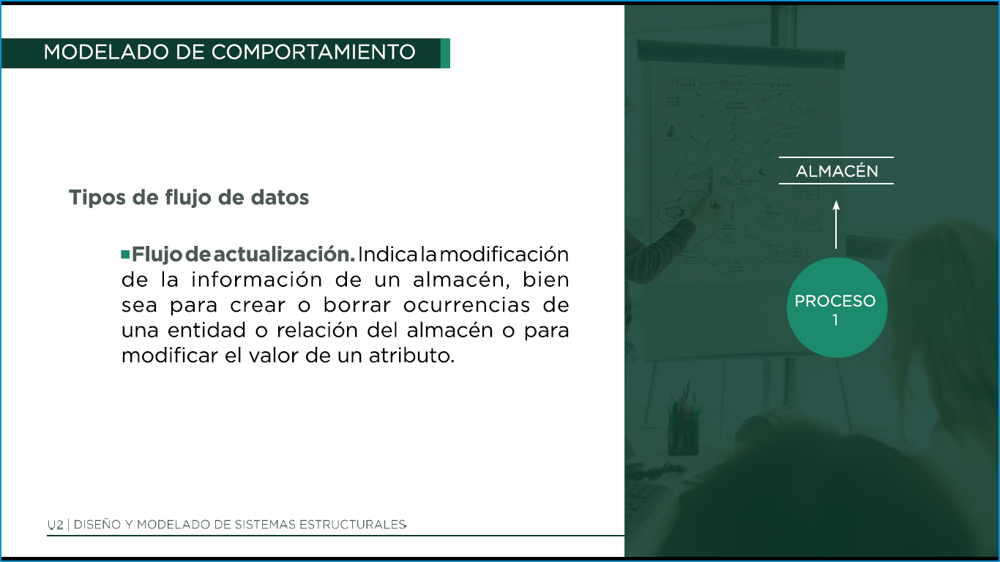 MODELADO DE COMPORTAMIENTO
Tipos de flujo de datos
Flujo de actualización. Indica la modificación
de la información de un almacén, bien
sea para crear o borrar ocurrencias de
una entidad o relación del almacén o para
modificar el valor de un atributo.
ALMACÉN
PROCESO
1
U2 | DISEÑO Y MODELADO DE SISTEMAS ESTRUCTURALES